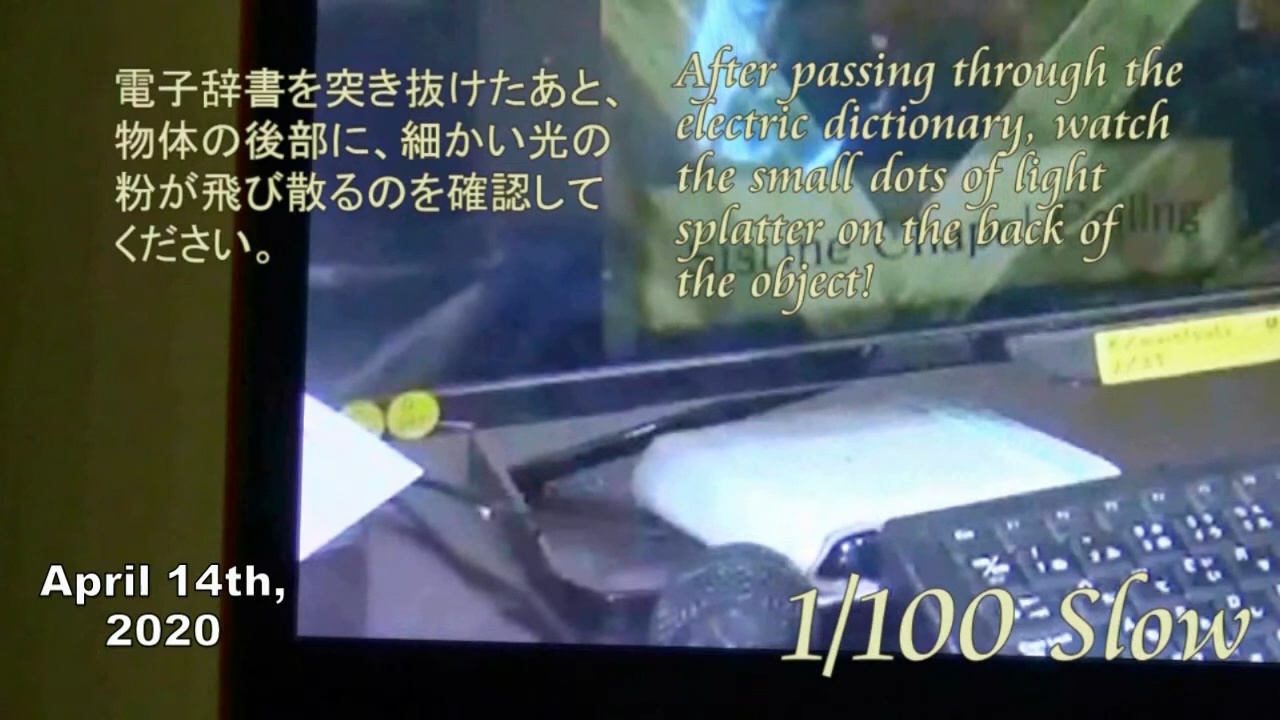 電子辞書を突き抜けたあと、
物体の後部に、細かい光の
粉が飛び散るのを確認して
ください。
After passing through the
electric dictionary, watch
the small dots of light
splatter on the back of
the object!
April 14th,
2020
1/100 Slow